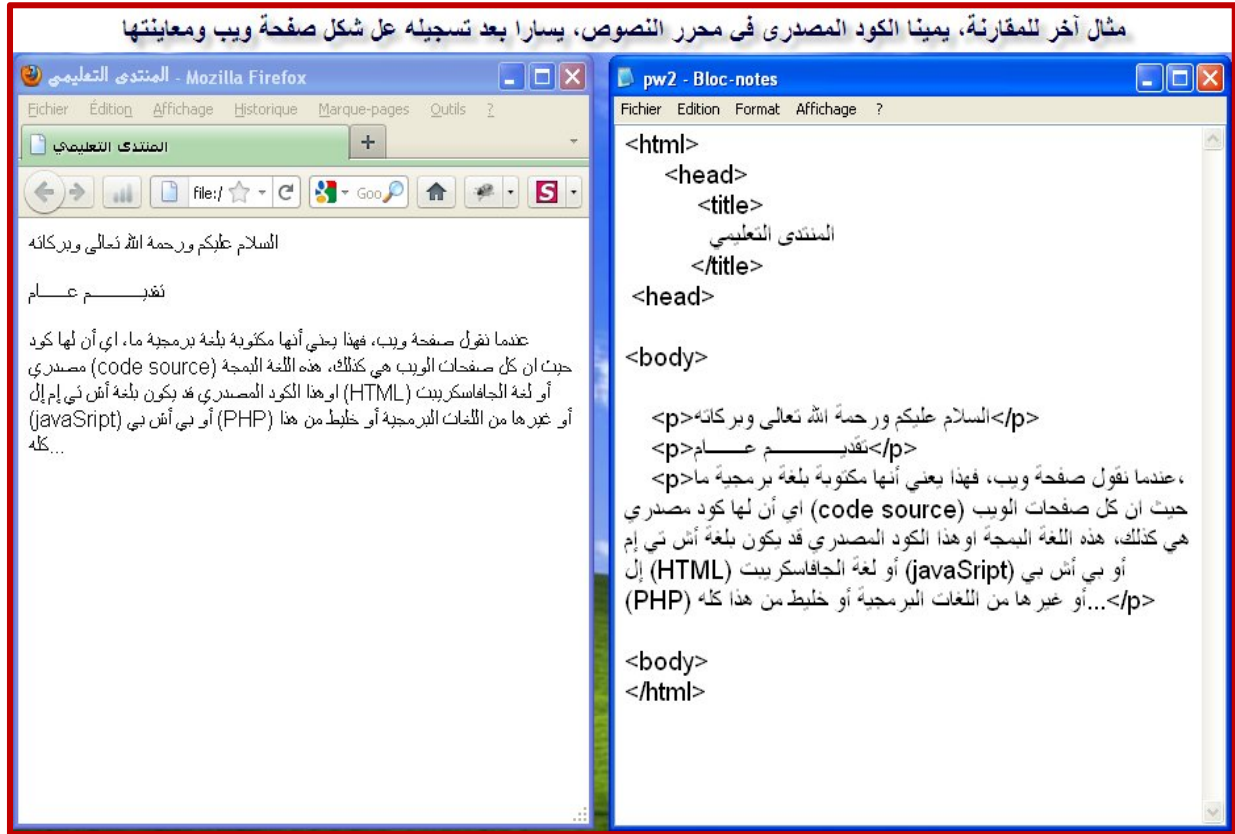 مثال آخر للمقارنة، يمينا الكود المصدري في محرر النصوص، يسارا بعد تسجيله عل شكل صفحة ويب ومعاينتها
المنتدى التعليمي - Mozilla Firefox
Fichier Édition Affichage Historique Marque-pages Outils ?
المنتدى التعليمي +
file:/ Goo S
السلام عليكم ورحمة الله تعالى وبركاته
تقديـــــــم عـــام
عندما نقول صفحة ويب، فهذا يعني أنها مكتوبة بلغة برمجية ما، اي أن لها كود
مصدري (code source) حيث ان كل صفحات الويب هي كذلك، هذه اللغة البمجة
اوهذا الكود المصدري قد يكون بلغة أش تي إم إل (HTML) أو لغة الجافاسكريبت
(javaSript) أو بي أش بي (PHP) أو غيرها من اللغات البرمجية أو خليط من هذا
كله...
pw2 - Bloc-notes
Fichier Edition Format Affichage ?
<html>
<head>
<title>
المنتدى التعليمي
</title>
<head>
<body>
<p>السلام عليكم ورحمة الله تعالى وبركاته</p>
<p>تقديـــــــم عـــام</p>
<p>عندما نقول صفحة ويب، فهذا يعني أنها مكتوبة بلغة برمجية ما،
اي أن لها كود مصدري (code source) حيث ان كل صفحات الويب
هي كذلك، هذه اللغة البمجة اوهذا الكود المصدري قد يكون بلغة أش تي إم
إل (HTML) أو لغة الجافاسكريبت (javaSript) أو بي أش بي
(PHP) أو غيرها من اللغات البرمجية أو خليط من هذا كله...</p>
<body>
</html>